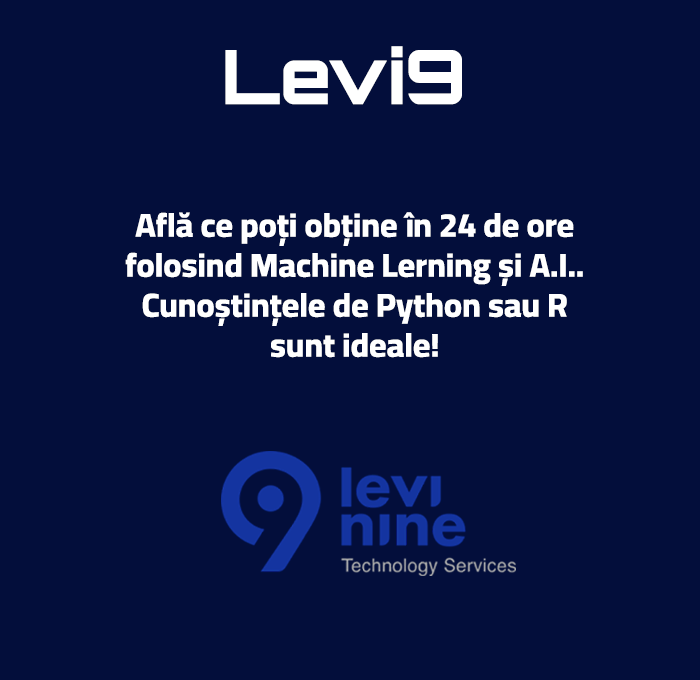 Levi9
Află ce poți obține în 24 de ore
folosind Machine Lerning și A.I..
Cunoștințele de Python sau R
sunt ideale!
levi
nine
Technology Services